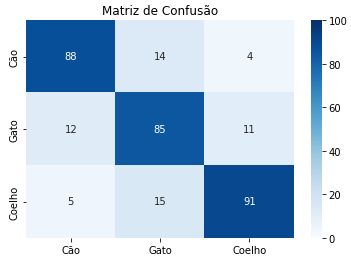 Matriz de Confusão
Cão 88 14 4
Gato 12 85 11
Coelho 5 15 91
Cão Gato Coelho
100
80
60
40
20
0